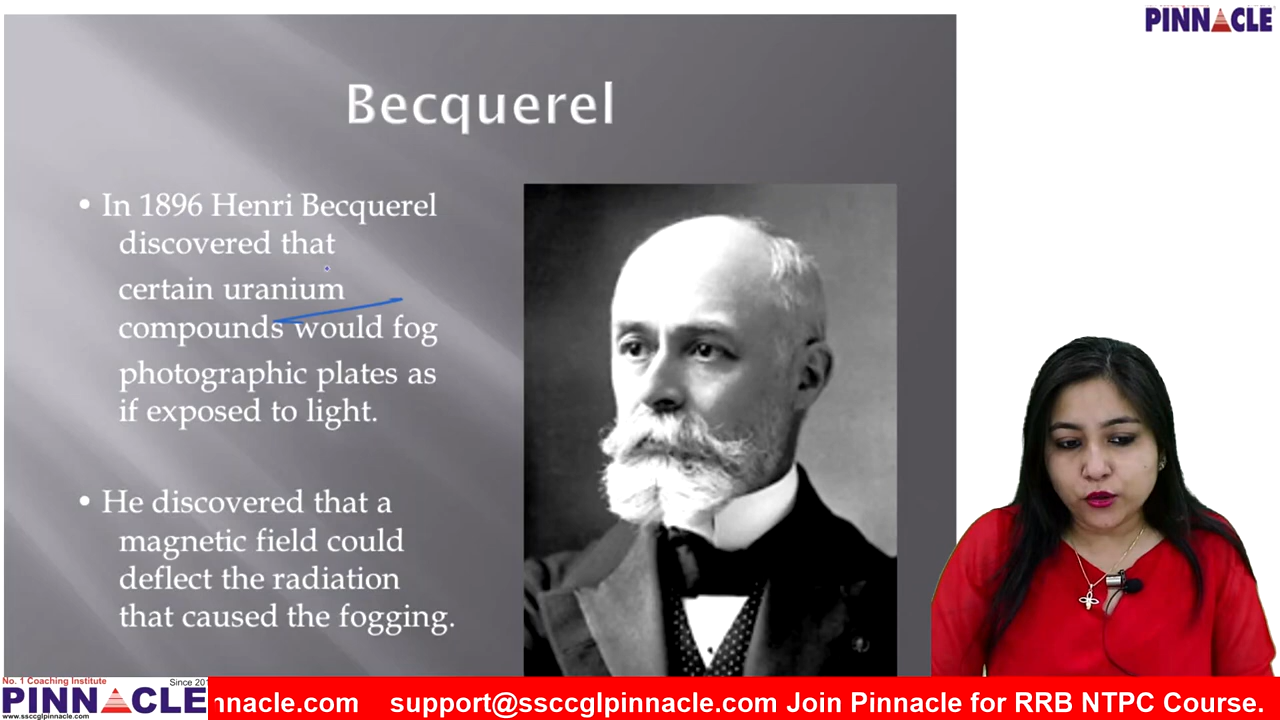 PINNACLE
Becquerel
• In 1896 Henri Becquerel
discovered that
certain uranium
compounds would fog
photographic plates as
if exposed to light.
• He discovered that a
magnetic field could
deflect the radiation
that caused the fogging.
No. 1 Coaching Institute
Since 201
PINNACLE
www.ssccglpinnacle.com
nnacle.com support@ssccglpinnacle.com Join Pinnacle for RRB NTPC Course.